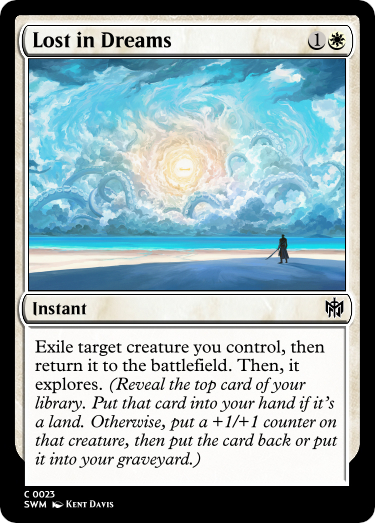 Lost in Dreams 1
Instant
Exile target creature you control, then
return it to the battlefield. Then, it
explores. (Reveal the top card of your
library. Put that card into your hand if it's
a land. Otherwise, put a +1/+1 counter on
that creature, then put the card back or put
it into your graveyard.)
C 0023
SWM KENT DAVIS